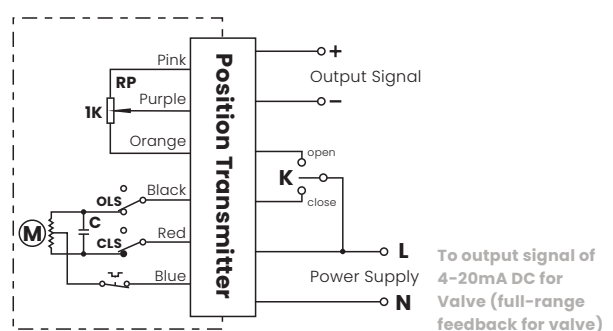 Pink
RP
1K
Purple
Orange
Position Transmitter
+
Output Signal
−
open
K
close
OLS
Black
C
M
CLS
Red
Blue
L
Power Supply
N
To output signal of
4-20mA DC for
Valve (full-range
feedback for valve)